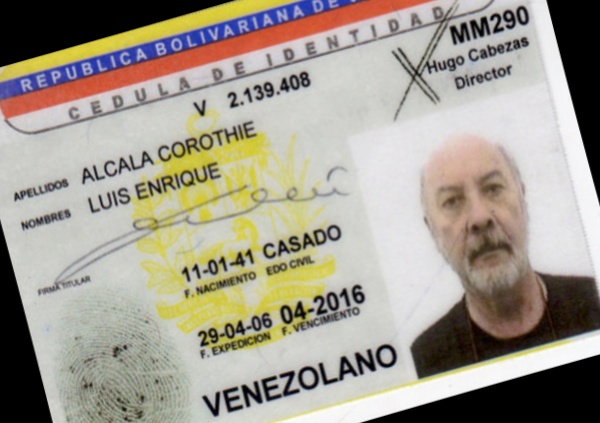 REPUBLICA BOLIVARIANA DE
CEDULA DE IDENTIDAD
MM290
Hugo Cabezas
Director
V 2.139.408
APELLIDOS ALCALA COROTHIE
NOMBRES LUIS ENRIQUE
FIRMA TITULAR
11-01-41 CASADO
F. NACIMIENTO EDO CIVIL
29-04-06 04-2016
F. EXPEDICION F. VENCIMIENTO
VENEZOLANO